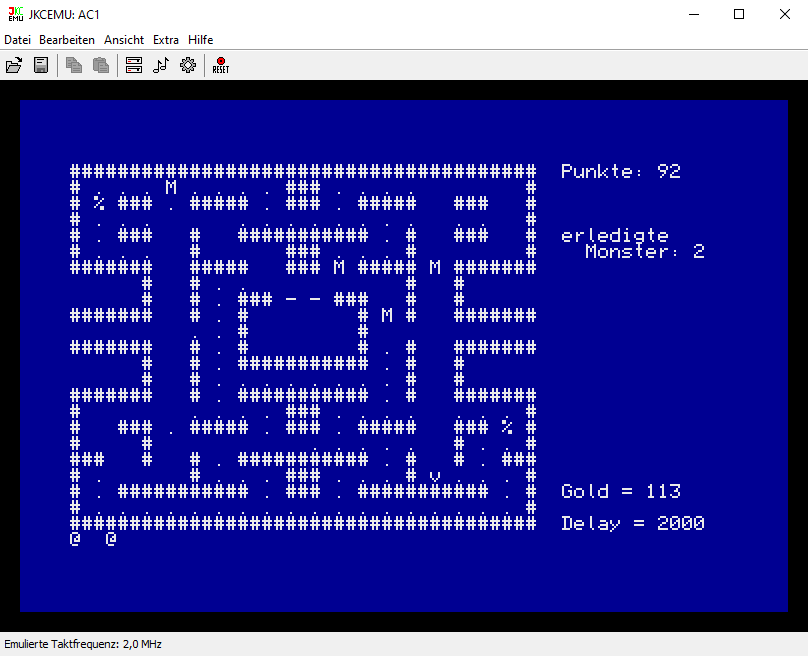 JKCEMU: AC1
Datei Bearbeiten Ansicht Extra Hilfe
RESET
####################################### Punkte: 92
# . . . M . . . . ### . . . .         #
# % ### . ##### . ### . #####   ###   #
# . . . . . . . . . . . . . .   . .   #
# . ###   #   ########### . #   ###   # erledigte
# . . .   #       ### . . . #         # Monster: 2
#######   #####   ### M ##### M #######
      #   # . .             #   #
      #   # . ### - - ###   #   #
#######   # . #         # M #   #######
          . . #         #
#######   # . #         # . #   #######
      #   # . ########### . #   #
      #   # . . . . . . . . #   #
#######   # . ########### . #   #######
#         . . . . ### . . . .         #
#   ### . ##### . ### . #####   ### % #
#     #   . . . . . . . . . .   # . . #
###   #   # . ########### . #   # . ###
# .       # . . . ### . . . # v . . . #
# . ########### . ### . ########### . # Gold = 113
# . . . . . . . . . . . . . . . . . . #
####################################### Delay = 2000
@  @
Emulierte Taktfrequenz: 2,0 MHz